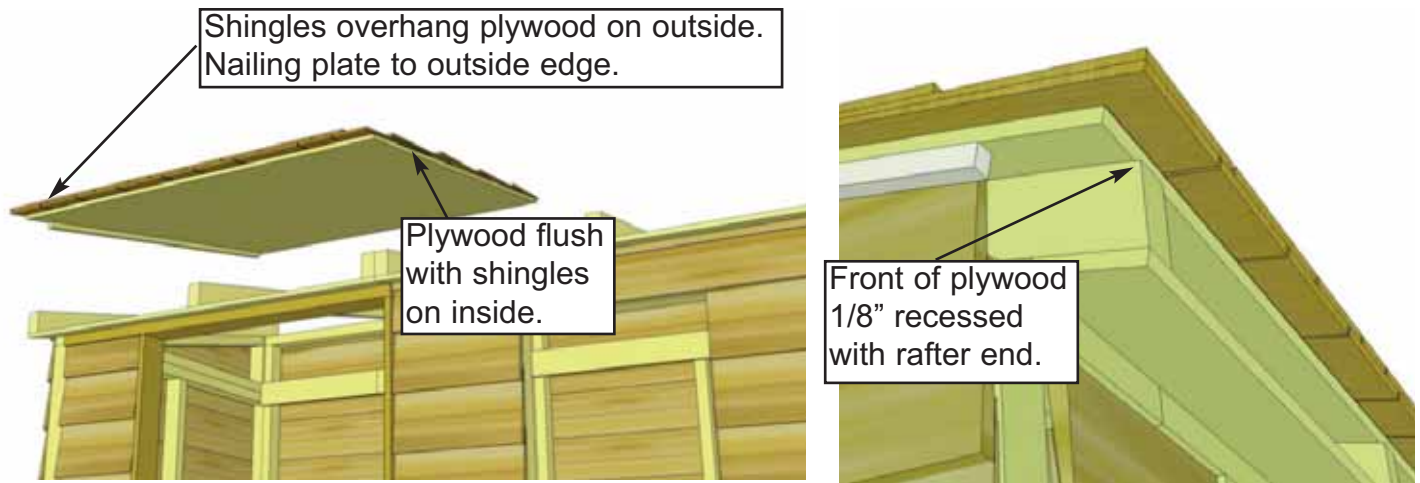 Shingles overhang plywood on outside.
Nailing plate to outside edge.
Plywood flush
with shingles
on inside.
Front of plywood
1/8” recessed
with rafter end.